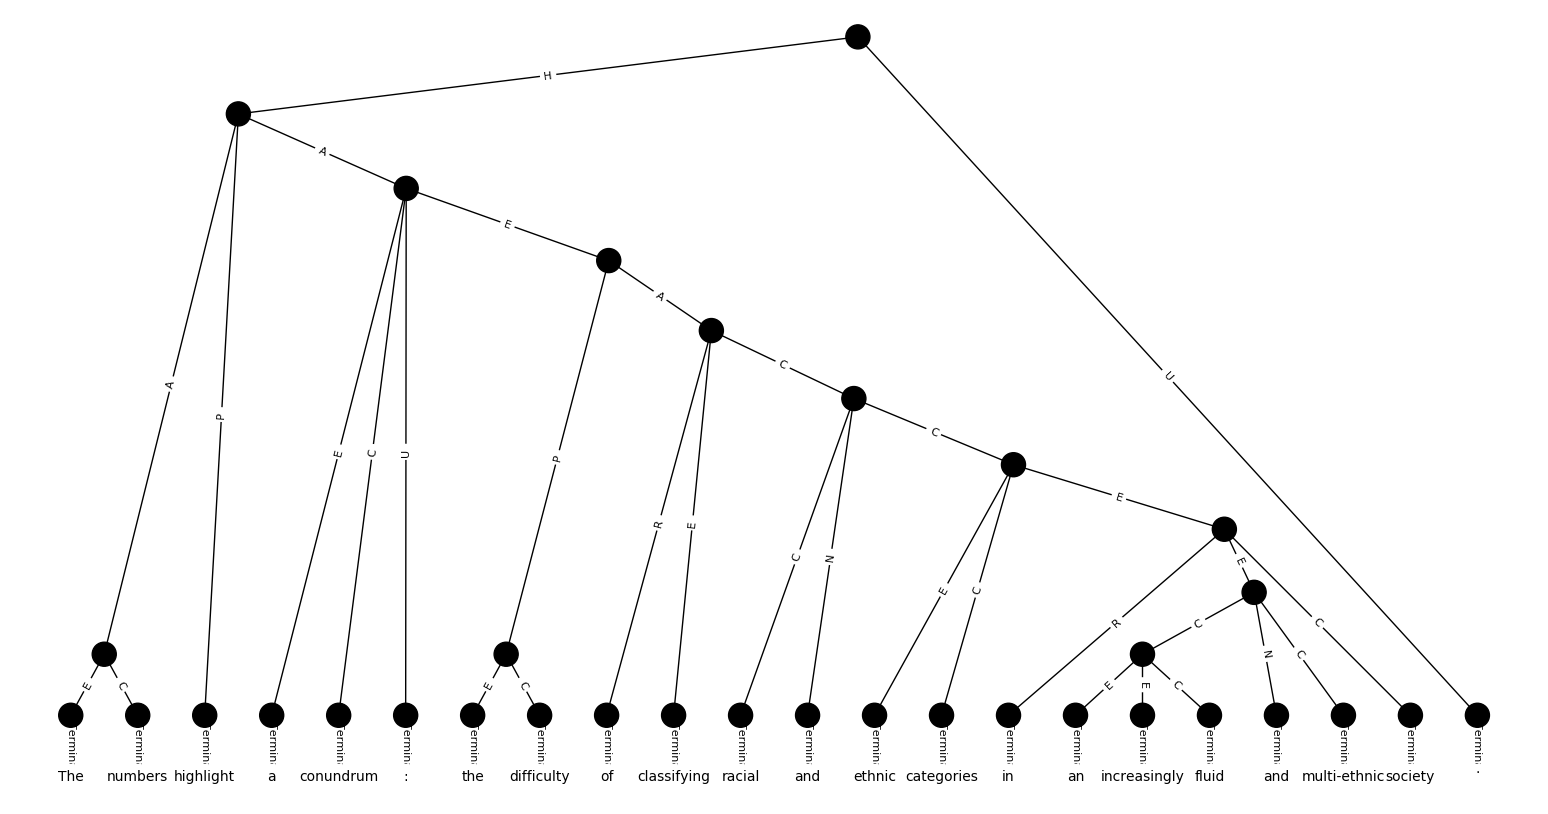 H
A
E
A
A
C
P
C
U
P
E
C
U
E
R
E
C
N
E
C
E
R
C
C
N
C
E
C
E
C
E
E
C
ermin ermin ermin ermin ermin ermin ermin ermin ermin ermin ermin ermin ermin ermin ermin ermin ermin ermin ermin ermin ermin ermin
The numbers highlight a conundrum : the difficulty of classifying racial and ethnic categories in an increasingly fluid and multi-ethnic society .